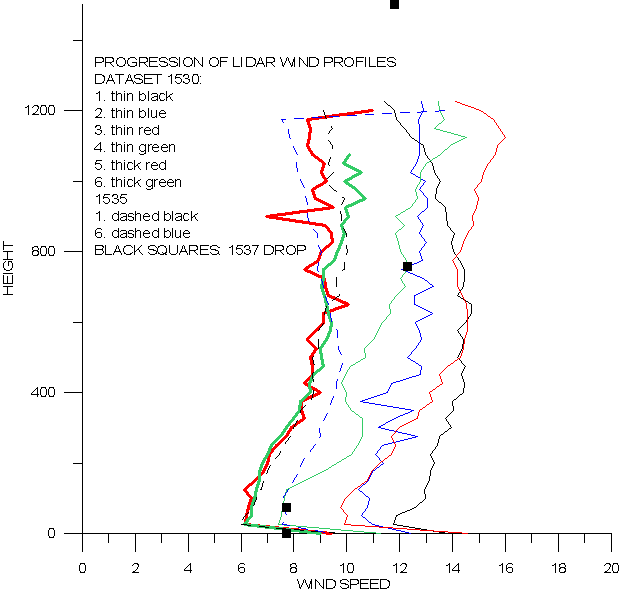 PROGRESSION OF LIDAR WIND PROFILES
DATASET 1530:
1. thin black
2. thin blue
3. thin red
4. thin green
5. thick red
6. thick green
1535
1. dashed black
6. dashed blue
BLACK SQUARES: 1537 DROP
HEIGHT
1200
800
400
0
0 2 4 6 8 10 12 14 16 18 20
WIND SPEED